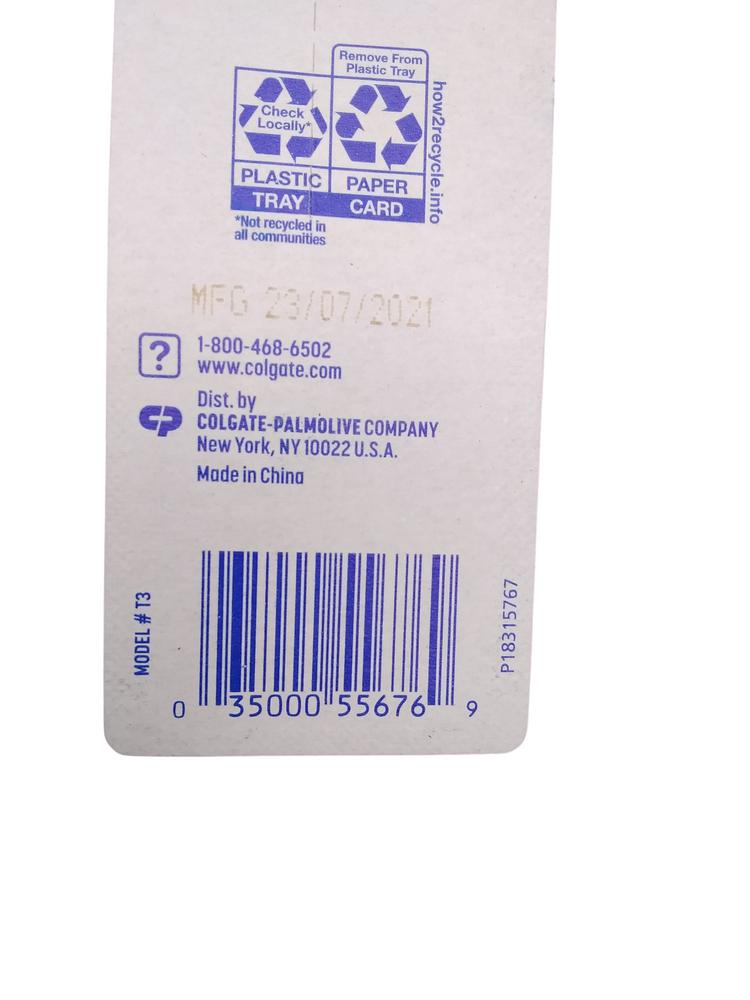 Remove From
Plastic Tray
Check
Locally*
PLASTIC
TRAY
PAPER
CARD
how2recycle.info
*Not recycled in
all communities
MFG 23/07/2021
?
1-800-468-6502
www.colgate.com
CP
Dist. by
COLGATE-PALMOLIVE COMPANY
New York, NY 10022 U.S.A.
Made in China
MODEL # T3
P18315767
0 35000 55676 9